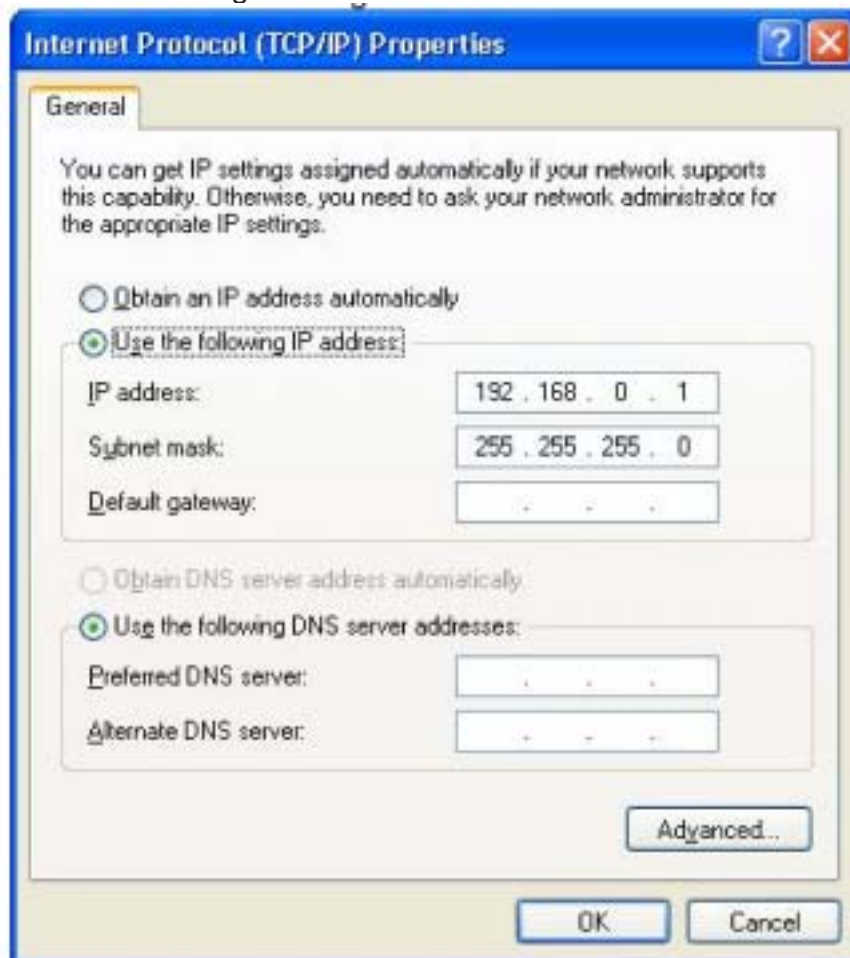 Internet Protocol (TCP/IP) Properties
General
You can get IP settings assigned automatically if your network supports
this capability. Otherwise, you need to ask your network administrator for
the appropriate IP settings.
Obtain an IP address automatically
Use the following IP address:
IP address: 192 . 168 . 0 . 1
Subnet mask: 255 . 255 . 255 . 0
Default gateway: . . .
Obtain DNS server address automatically
Use the following DNS server addresses:
Preferred DNS server: . . .
Alternate DNS server: . . .
Advanced...
OK Cancel